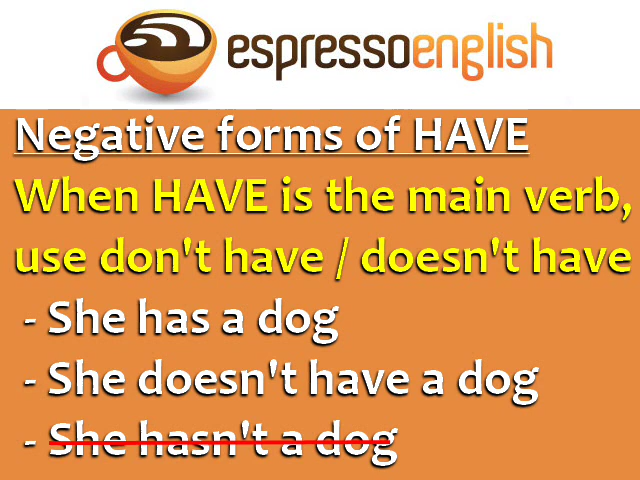 espressoenglish
Negative forms of HAVE
When HAVE is the main verb,
use don't have / doesn't have
- She has a dog
- She doesn't have a dog
- She hasn't a dog